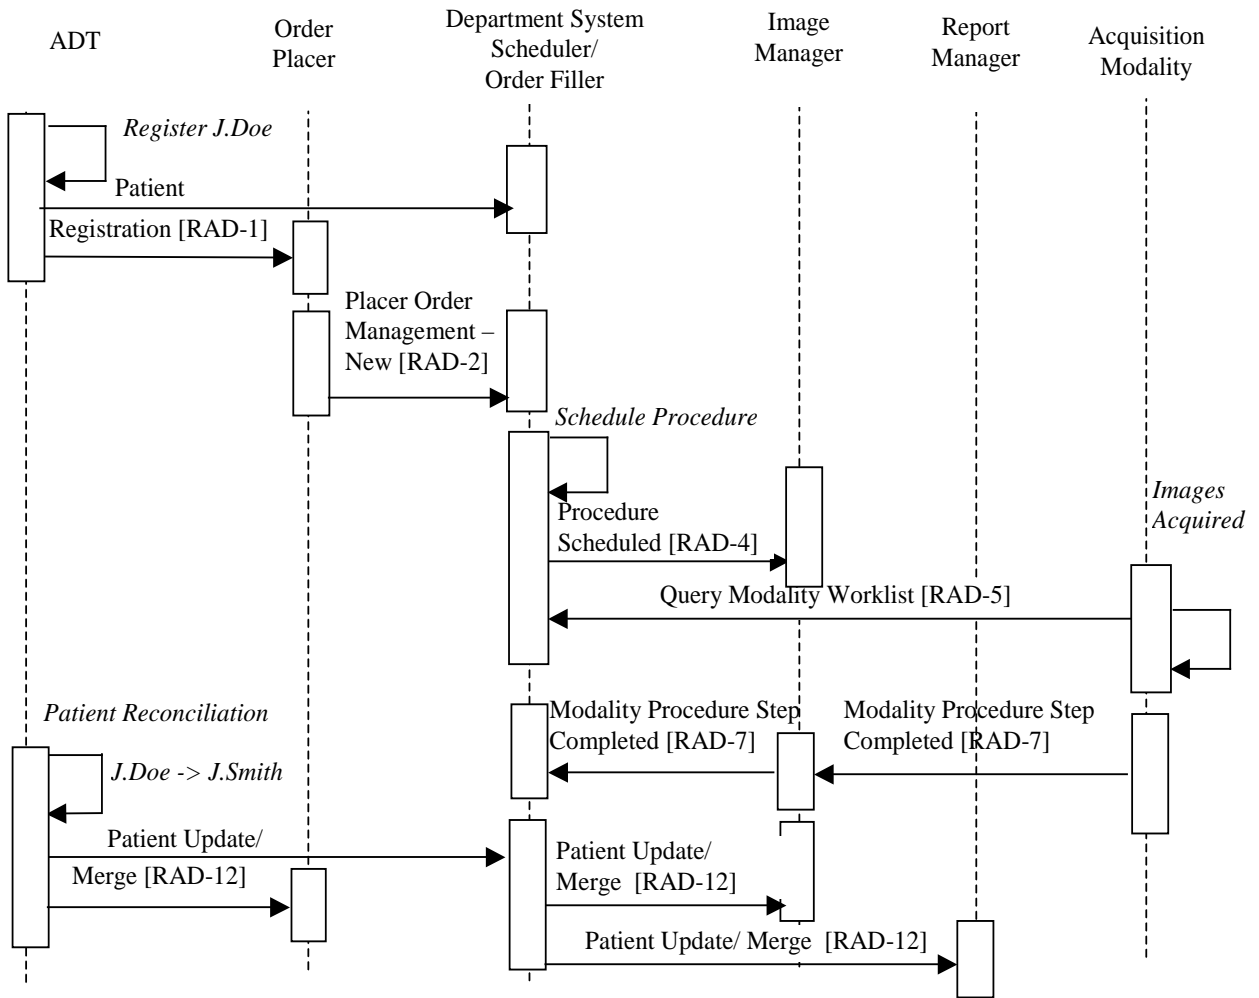 ADT
Order
Placer
Department System
Scheduler/
Order Filler
Image
Manager
Report
Manager
Acquisition
Modality
Register J.Doe
Patient
Registration [RAD-1]
Placer Order
Management –
New [RAD-2]
Schedule Procedure
Procedure
Scheduled [RAD-4]
Images
Acquired
Query Modality Worklist [RAD-5]
Modality Procedure Step
Completed [RAD-7]
Modality Procedure Step
Completed [RAD-7]
Patient Reconciliation
J.Doe -> J.Smith
Patient Update/
Merge [RAD-12]
Patient Update/
Merge [RAD-12]
Patient Update/ Merge [RAD-12]